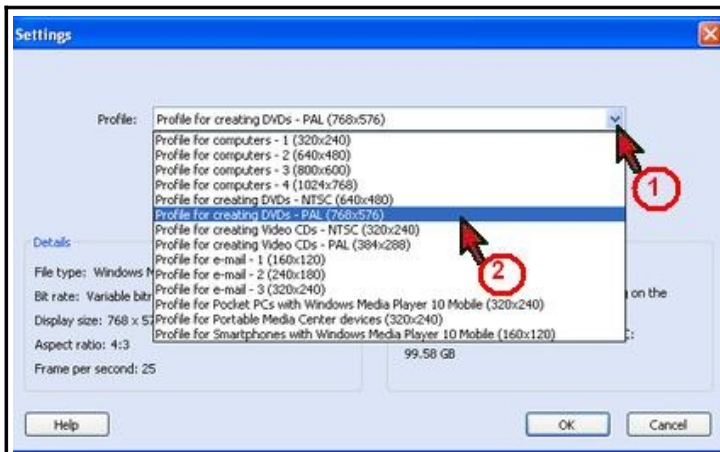 Settings
Profile: Profile for creating DVDs - PAL (768x576)
Profile for computers - 1 (320x240)
Profile for computers - 2 (640x480)
Profile for computers - 3 (800x600)
Profile for computers - 4 (1024x768)
Profile for creating DVDs - NTSC (640x480)
Profile for creating DVDs - PAL (768x576)
Profile for creating Video CDs - NTSC (320x240)
Profile for creating Video CDs - PAL (384x288)
Profile for e-mail - 1 (160x120)
Profile for e-mail - 2 (240x180)
Profile for e-mail - 3 (320x240)
Profile for Pocket PCs with Windows Media Player 10 Mobile (320x240)
Profile for Portable Media Center devices (320x240)
Profile for Smartphones with Windows Media Player 10 Mobile (160x120)
1
2
Details
File type: Windows
Bit rate: Variable
on the
Display size: 768 x
Aspect ratio: 4:3
99.58 GB
Frame per second: 25
Help
OK
Cancel